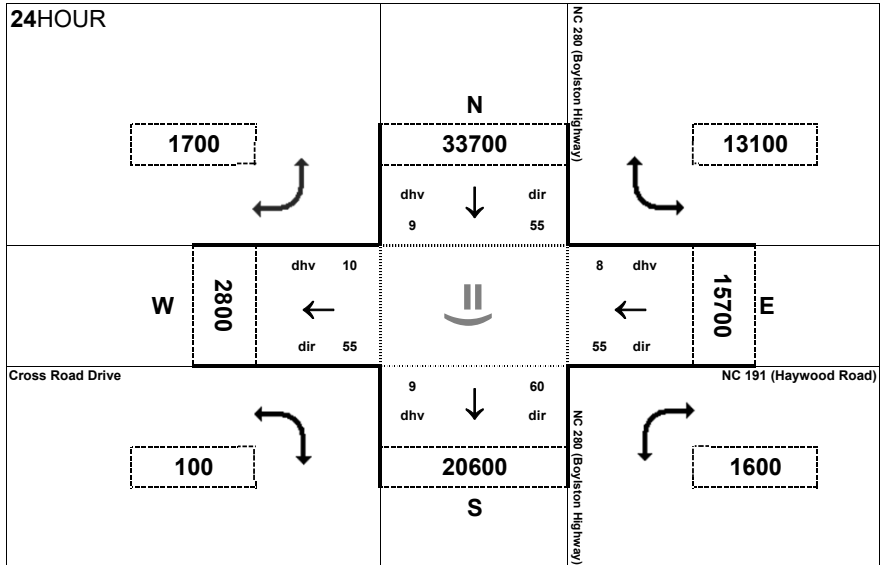 24HOUR
NC 280 (Boylston Highway)
N
1700
33700
13100
dhv
dir
9
55
dhv 10
8 dhv
W
2800
15700
E
dir 55
55 dir
Cross Road Drive
NC 191 (Haywood Road)
9
60
dhv
dir
NC 280 (Boylston Highway)
100
20600
1600
S